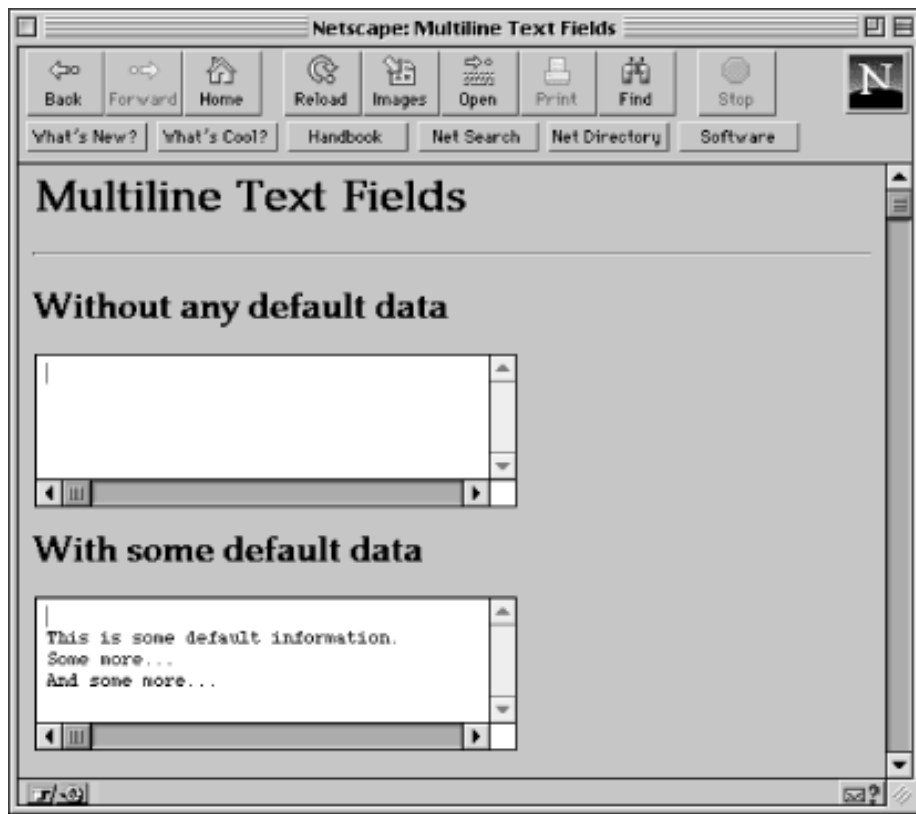 Netscape: Multiline Text Fields
Back Forward Home Reload Images Open Print Find Stop
N
What's New? What's Cool? Handbook Net Search Net Directory Software
Multiline Text Fields
Without any default data
With some default data
This is some default information.
Some more...
And some more...
?